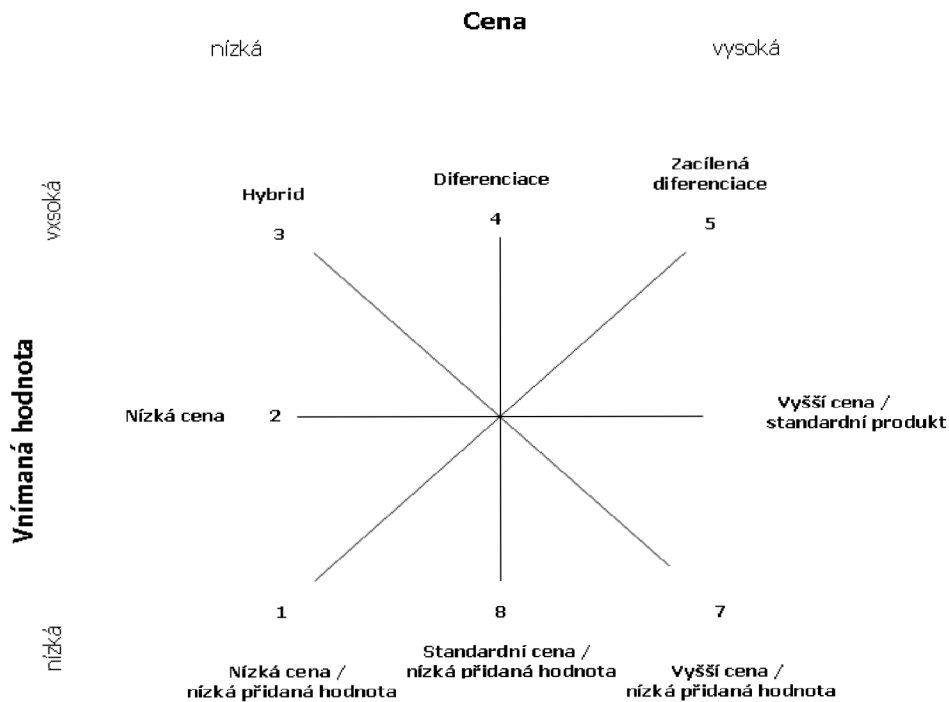 Cena
nízká
vysoká
vxsoká
Hybrid
3
Diferenciace
4
Zacílená
diferenciace
5
Vnímaná hodnota
Nízká cena
2
Vyšší cena /
standardní produkt
nízká
1
Nízká cena /
nízká přidaná hodnota
8
Standardní cena /
nízká přidaná hodnota
7
Vyšší cena /
nízká přidaná hodnota